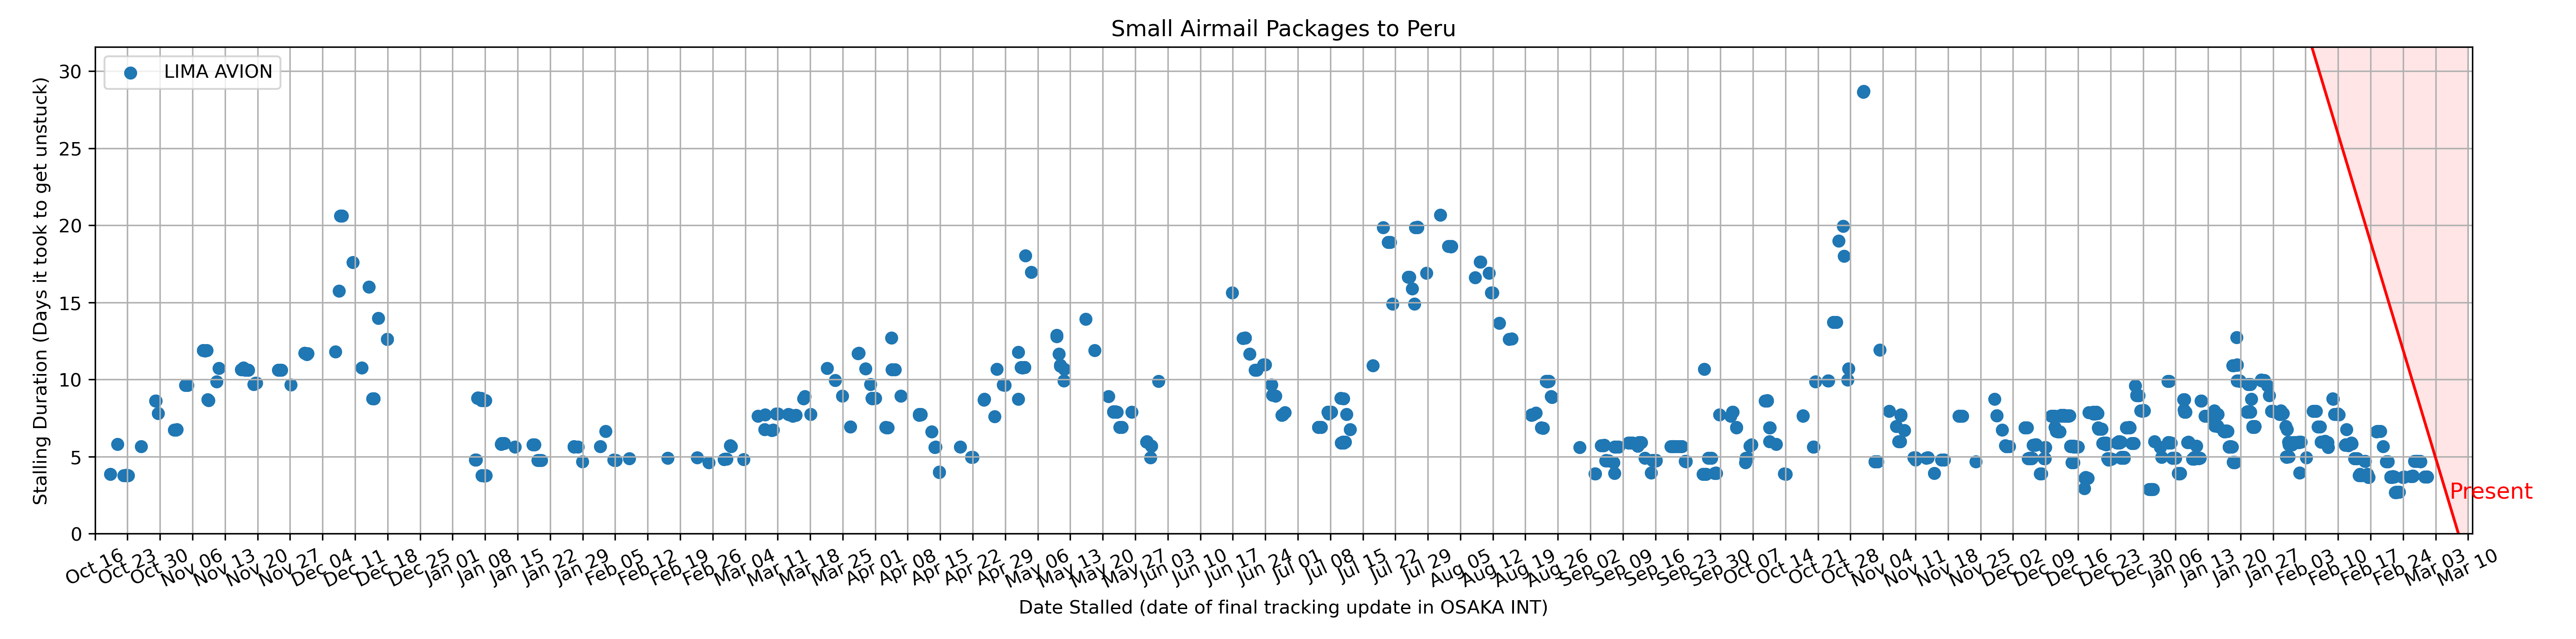 Small Airmail Packages to Peru
LIMA AVION
Stalling Duration (Days it took to get unstuck)
30
25
20
15
10
5
0
Present
Oct 16 Oct 23 Oct 30 Nov 06 Nov 13 Nov 20 Nov 27 Dec 04 Dec 11 Dec 18 Dec 25 Jan 01 Jan 08 Jan 15 Jan 22 Jan 29 Feb 05 Feb 12 Feb 19 Feb 26 Mar 04 Mar 11 Mar 18 Mar 25 Apr 01 Apr 08 Apr 15 Apr 22 Apr 29 May 06 May 13 May 20 May 27 Jun 03 Jun 10 Jun 17 Jun 24 Jul 01 Jul 08 Jul 15 Jul 22 Jul 29 Aug 05 Aug 12 Aug 19 Aug 26 Sep 02 Sep 09 Sep 16 Sep 23 Sep 30 Oct 07 Oct 14 Oct 21 Oct 28 Nov 04 Nov 11 Nov 18 Nov 25 Dec 02 Dec 09 Dec 16 Dec 23 Dec 30 Jan 06 Jan 13 Jan 20 Jan 27 Feb 03 Feb 10 Feb 17 Feb 24 Mar 03 Mar 10
Date Stalled (date of final tracking update in OSAKA INT)